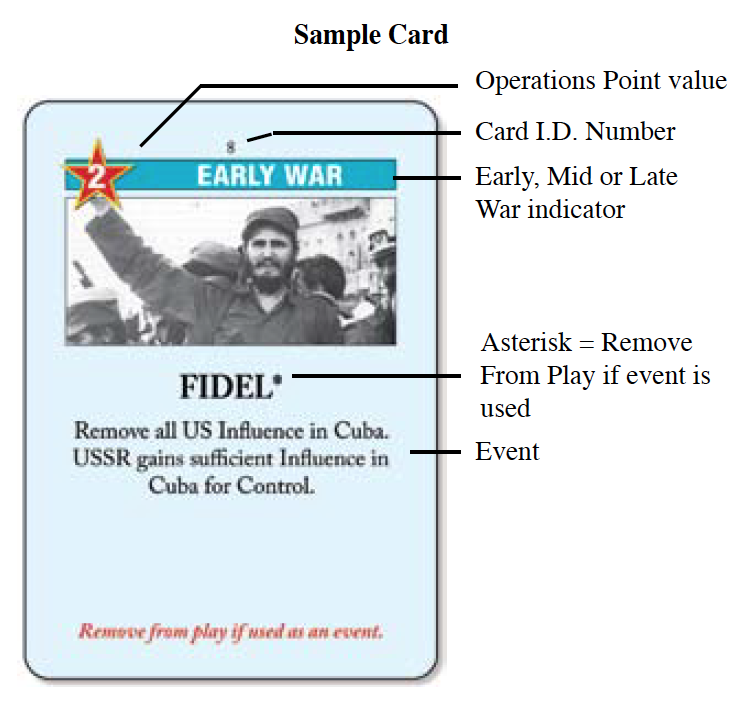 Sample Card
Operations Point value
8
Card I.D. Number
2
EARLY WAR
Early, Mid or Late
War indicator
Asterisk = Remove
From Play if event is
used
FIDEL*
Remove all US Influence in Cuba.
USSR gains sufficient Influence in
Cuba for Control.
Event
Remove from play if used as an event.